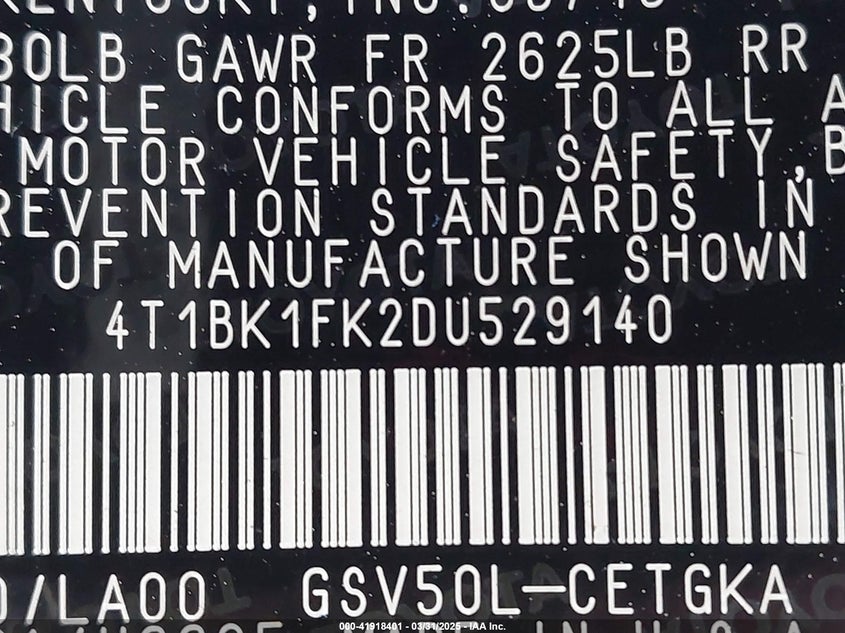 KENTUCKY, INC.
30LB GAWR FR 2625LB RR
HICLE CONFORMS TO ALL A
MOTOR VEHICLE SAFETY, B
REVENTION STANDARDS IN
OF MANUFACTURE SHOWN
4T1BK1FK2DU529140
/LA00 GSV50L-CETGKA
IN U.S.A
000-41918401 - 03/31/2025 - IAA Inc.